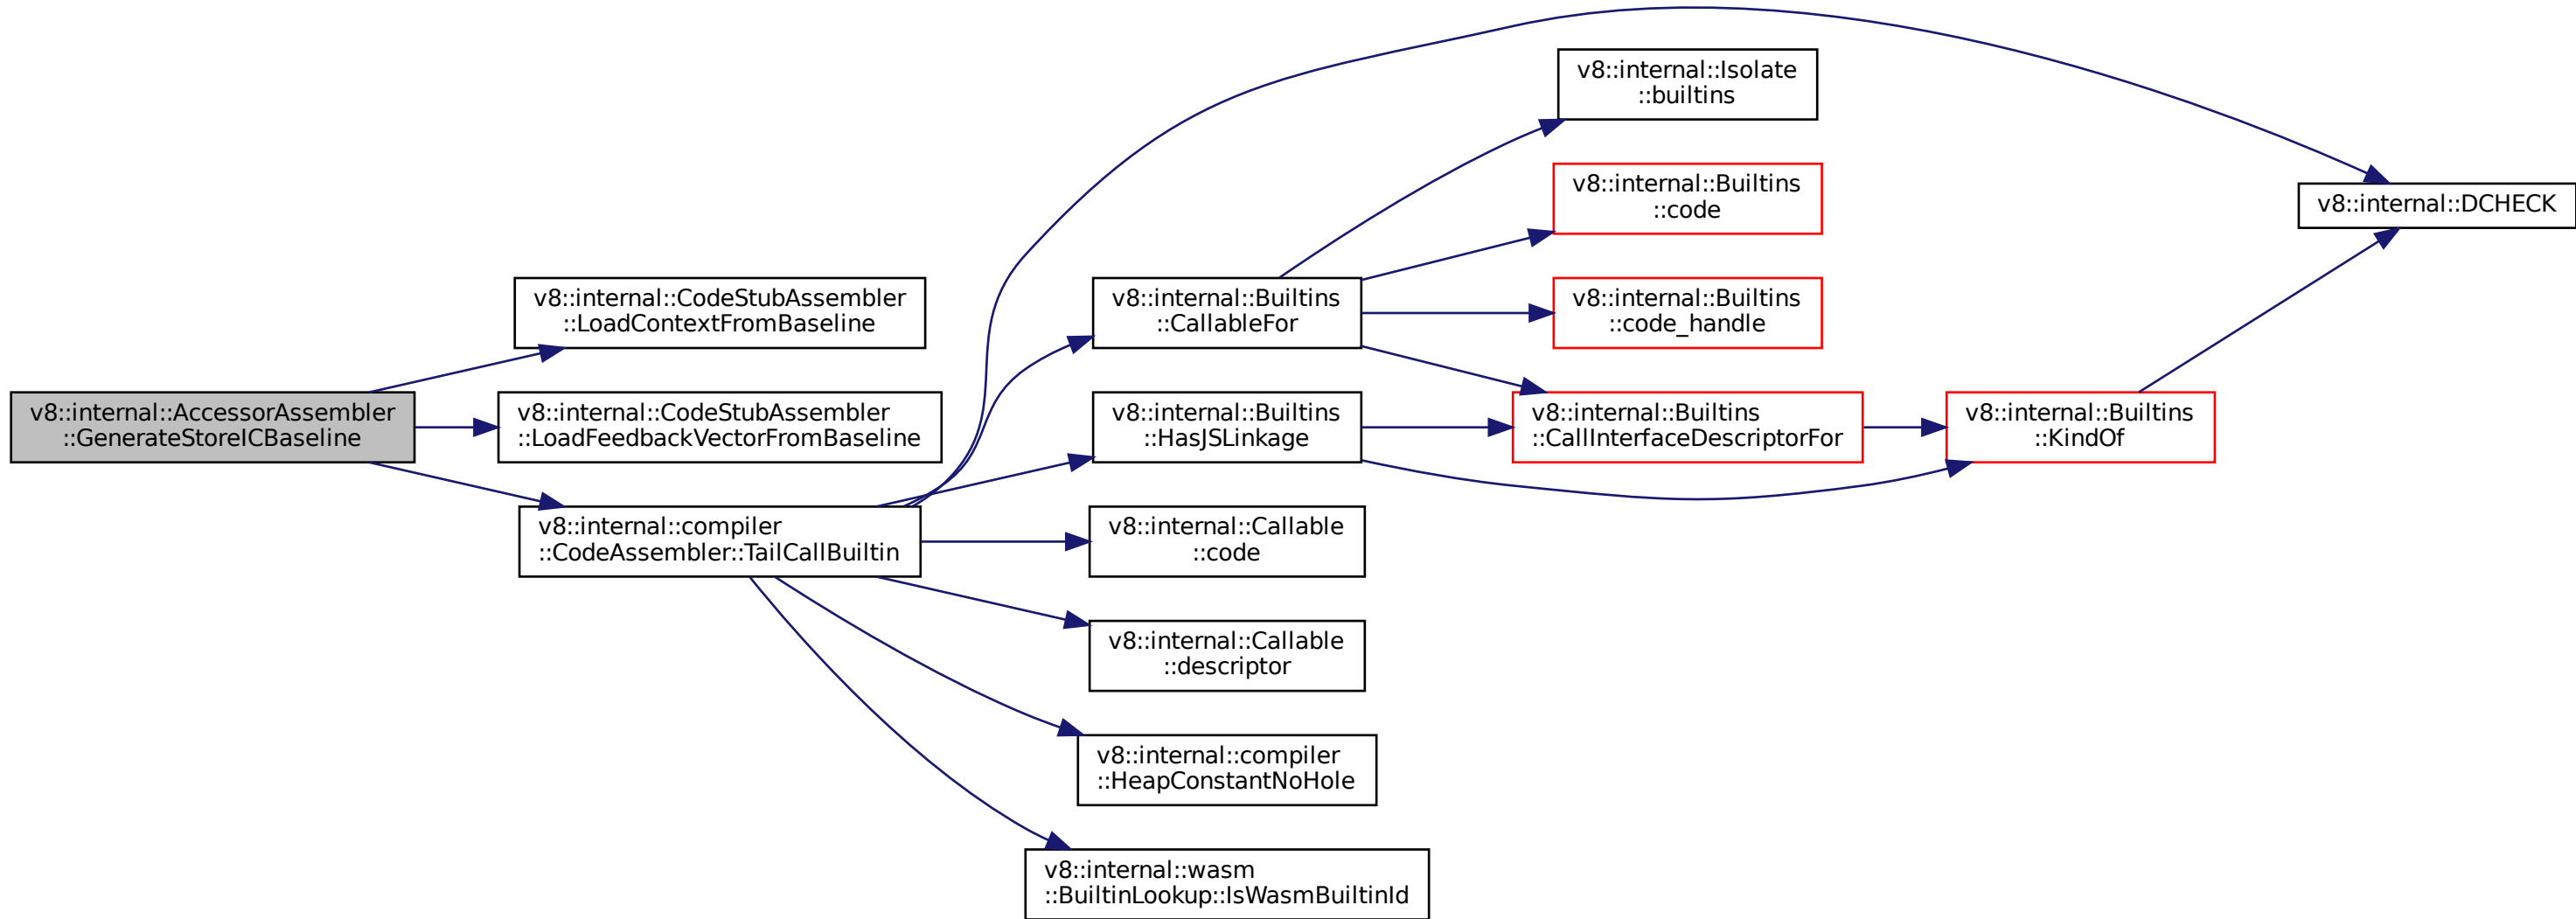 v8::internal::AccessorAssembler
::GenerateStoreICBaseline
v8::internal::CodeStubAssembler
::LoadContextFromBaseline
v8::internal::CodeStubAssembler
::LoadFeedbackVectorFromBaseline
v8::internal::compiler
::CodeAssembler::TailCallBuiltin
v8::internal::Builtins
::CallableFor
v8::internal::Builtins
::HasJSLinkage
v8::internal::Callable
::code
v8::internal::Callable
::descriptor
v8::internal::compiler
::HeapConstantNoHole
v8::internal::wasm
::BuiltinLookup::IsWasmBuiltinId
v8::internal::Isolate
::builtins
v8::internal::Builtins
::code
v8::internal::Builtins
::code_handle
v8::internal::Builtins
::CallInterfaceDescriptorFor
v8::internal::Builtins
::KindOf
v8::internal::DCHECK